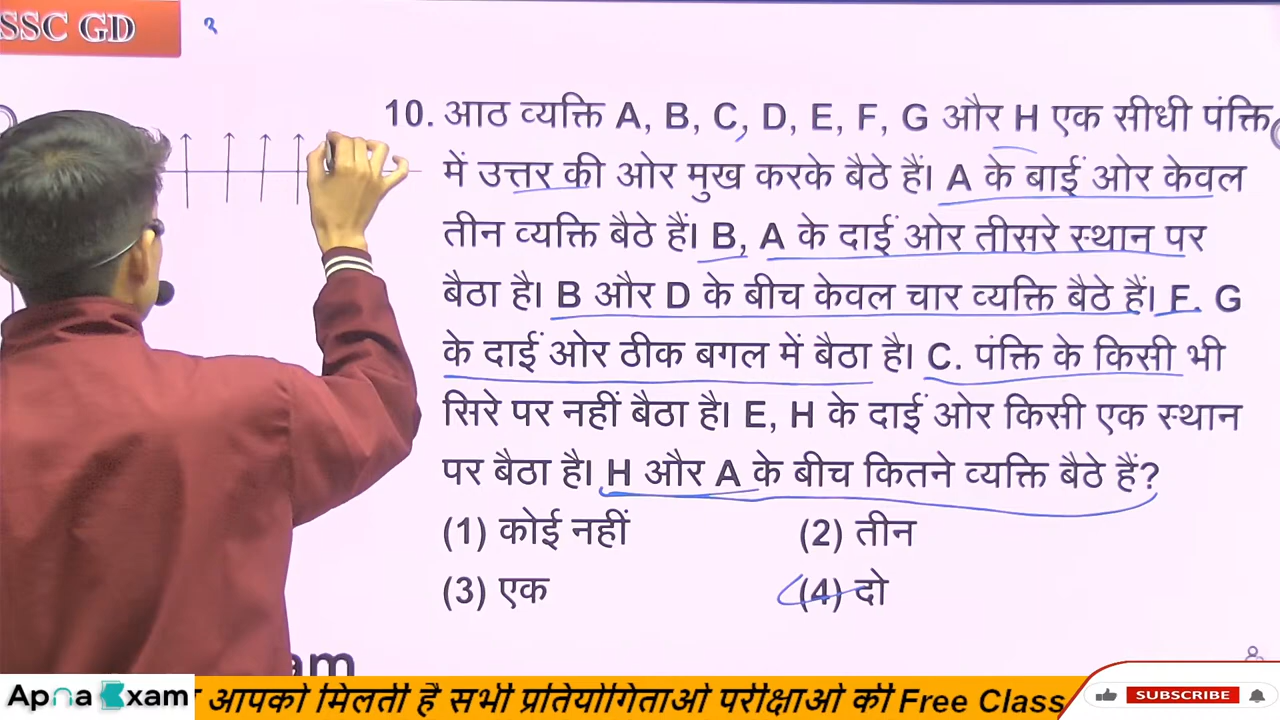 SSC GD
10. आठ व्यक्ति A, B, C, D, E, F, G और H एक सीधी पंक्ति
में उत्तर की ओर मुख करके बैठे हैं। A के बाईं ओर केवल
तीन व्यक्ति बैठे हैं। B, A के दाईं ओर तीसरे स्थान पर
बैठा है। B और D के बीच केवल चार व्यक्ति बैठे हैं। F. G
के दाईं ओर ठीक बगल में बैठा है। C. पंक्ति के किसी भी
सिरे पर नहीं बैठा है। E, H के दाईं ओर किसी एक स्थान
पर बैठा है। H और A के बीच कितने व्यक्ति बैठे हैं?
(1) कोई नहीं (2) तीन
(3) एक (4) दो
am
Apna Exam आपको मिलती है सभी प्रतियोगिताओ परीक्षाओ की Free Class
SUBSCRIBE